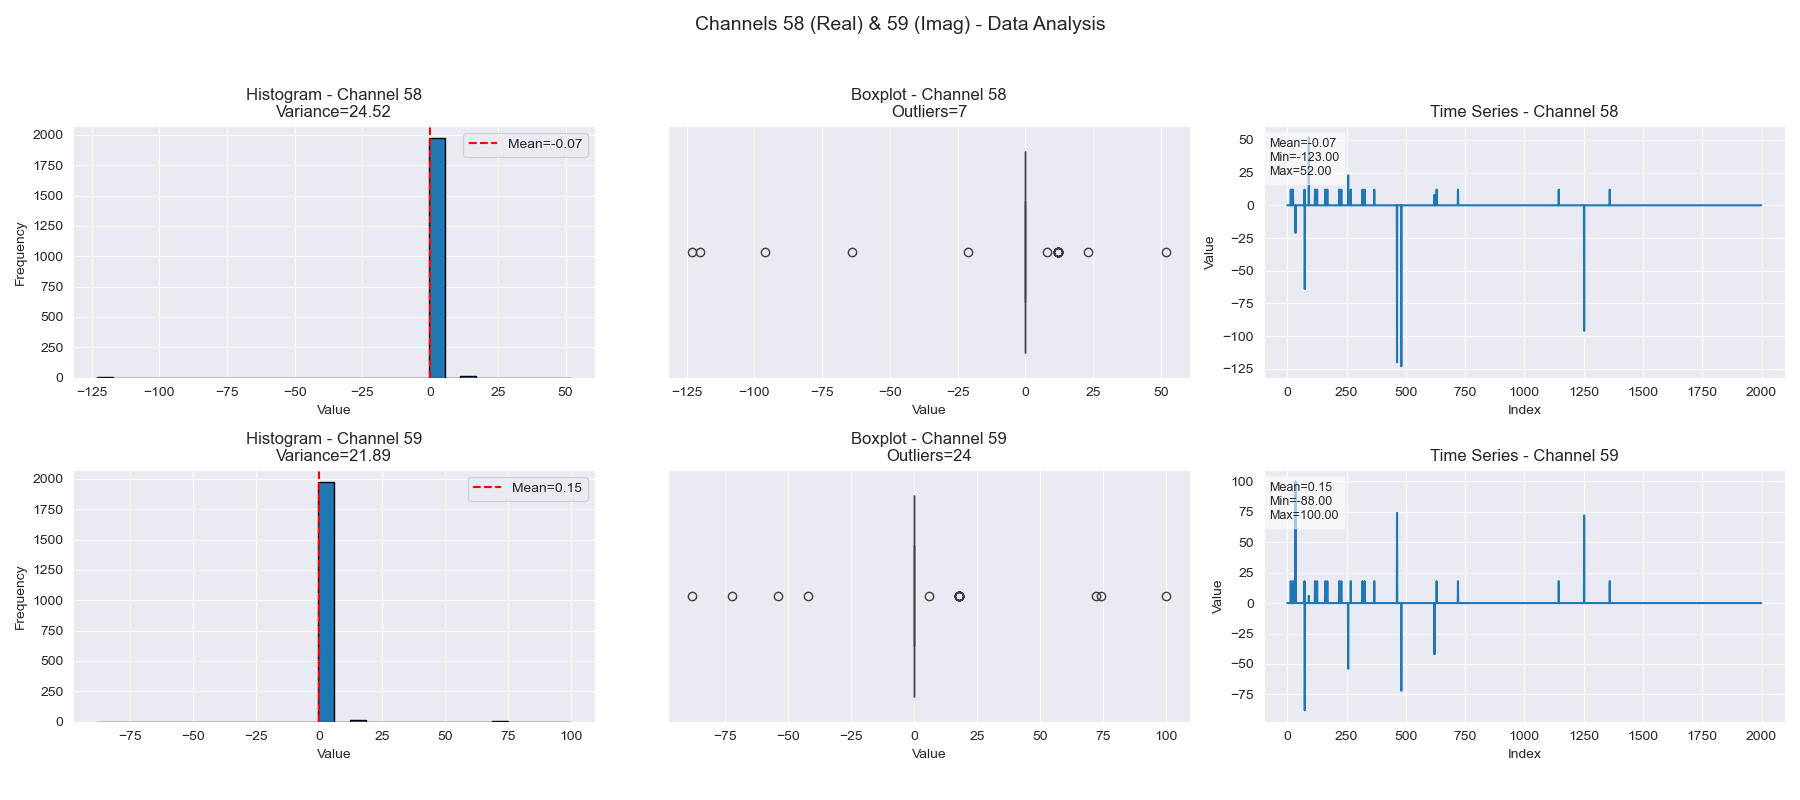 Channels 58 (Real) & 59 (Imag) - Data Analysis
Histogram - Channel 58
Variance=24.52
Mean=-0.07
Frequency
2000
1750
1500
1250
1000
750
500
250
0
−125
−100
−75
−50
−25
0
25
50
Value
Boxplot - Channel 58
Outliers=7
−125
−100
−75
−50
−25
0
25
50
Value
Time Series - Channel 58
Mean=-0.07
Min=-123.00
Max=52.00
Value
50
25
0
−25
−50
−75
−100
−125
0
250
500
750
1000
1250
1500
1750
2000
Index
Histogram - Channel 59
Variance=21.89
Mean=0.15
Frequency
2000
1750
1500
1250
1000
750
500
250
0
−75
−50
−25
0
25
50
75
100
Value
Boxplot - Channel 59
Outliers=24
−75
−50
−25
0
25
50
75
100
Value
Time Series - Channel 59
Mean=0.15
Min=-88.00
Max=100.00
Value
100
75
50
25
0
−25
−50
−75
0
250
500
750
1000
1250
1500
1750
2000
Index